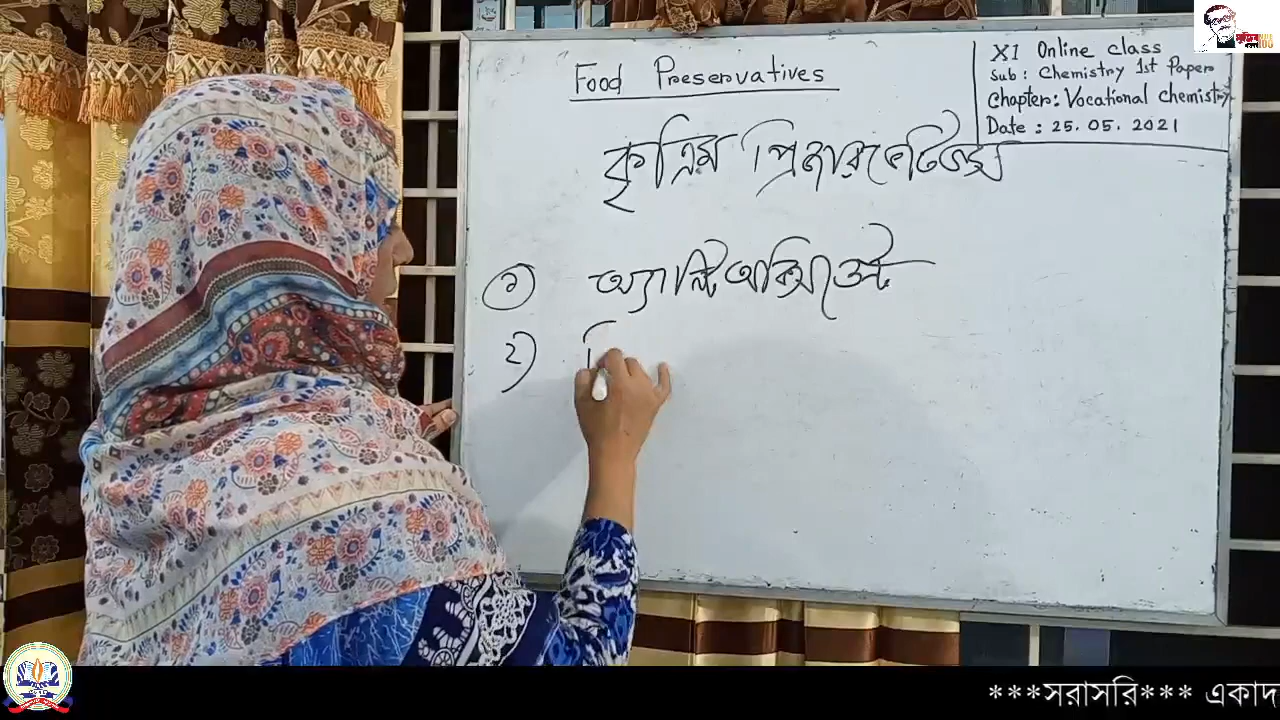 Food Preservatives
XI Online class
Sub : Chemistry 1st Paper
Chapter: Vocational Chemistry
Date : 25. 05. 2021
কৃত্রিম প্রিজারভেটিভস
১) অ্যান্টিঅক্সিডেন্ট
২)
***সরাসরি*** একাদ